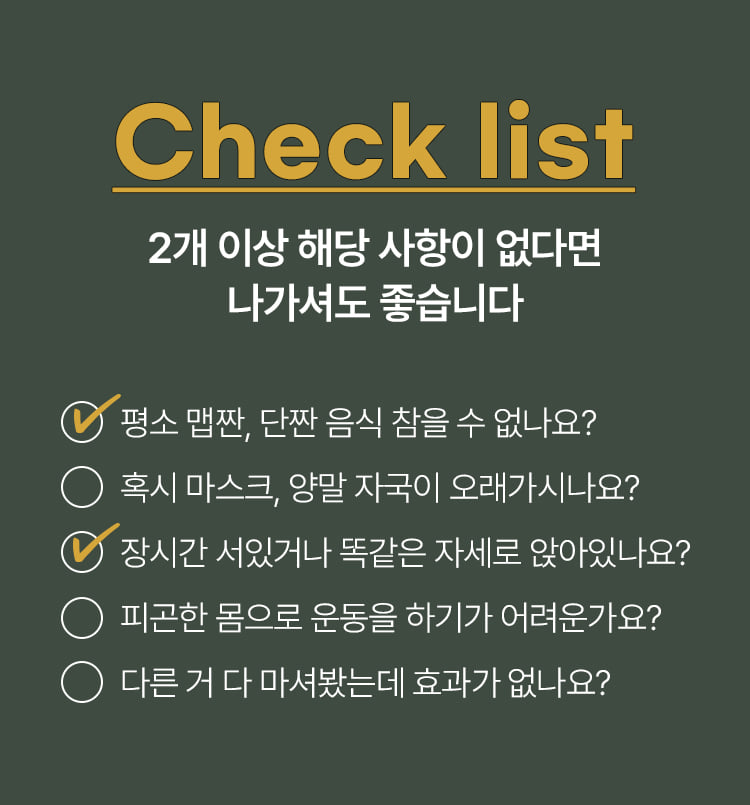 Check list
2개 이상 해당 사항이 없다면
나가셔도 좋습니다
평소 맵짠, 단짠 음식 참을 수 없나요?
혹시 마스크, 양말 자국이 오래가시나요?
장시간 서있거나 똑같은 자세로 앉아있나요?
피곤한 몸으로 운동을 하기가 어려운가요?
다른 거 다 마셔봤는데 효과가 없나요?